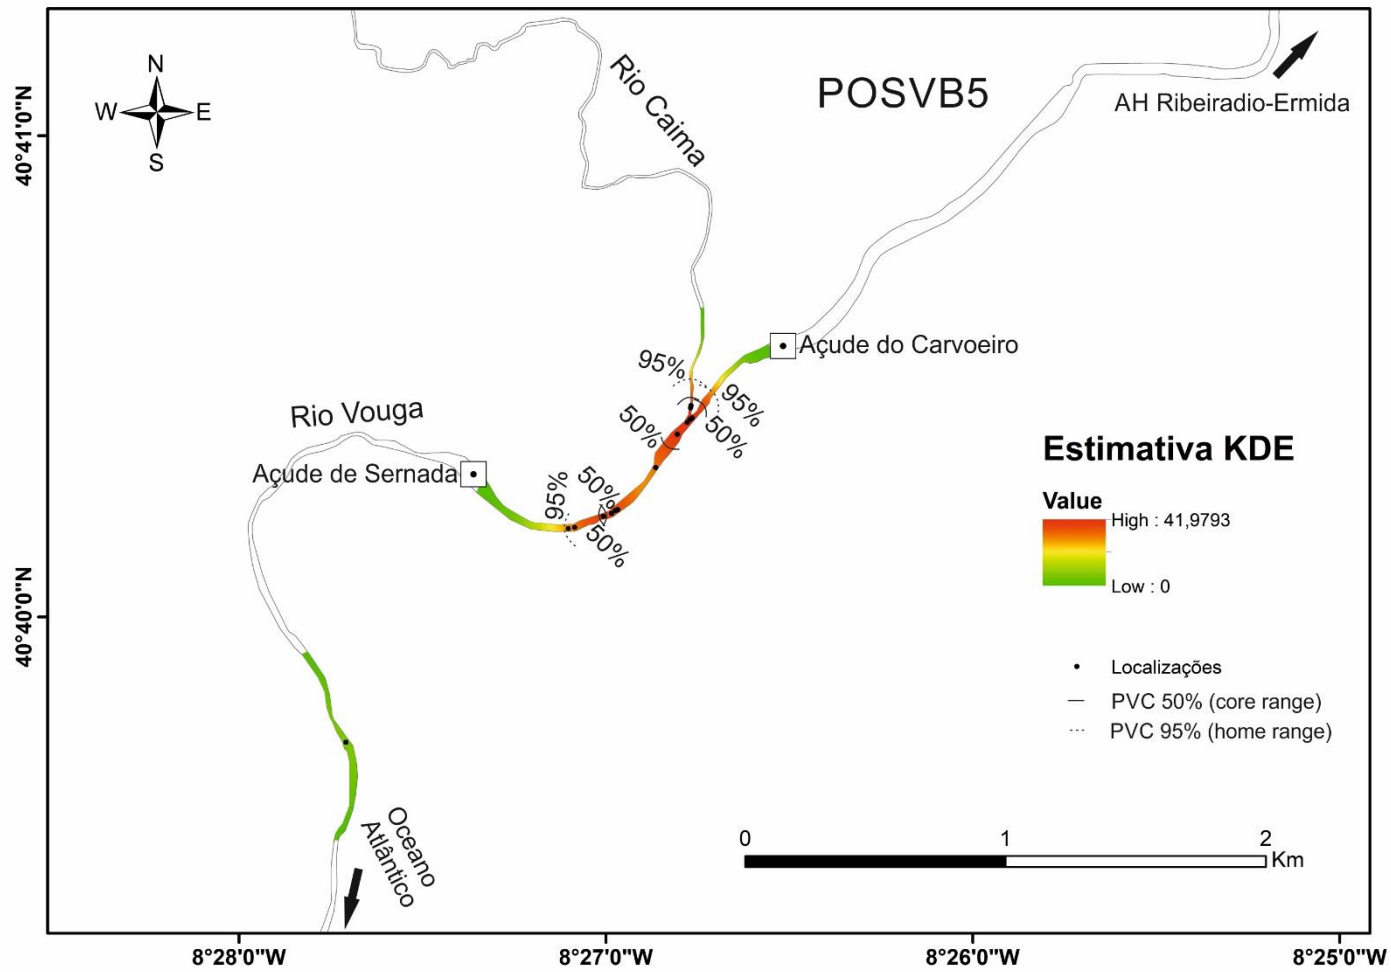 N
W E
S
Rio Caima
POSVB5
AH Ribeiradio-Ermida
40°41'0"N
Açude do Carvoeiro
95%
95%
50%
50%
Rio Vouga
Açude de Sernada
95%
50%
50%
40°40'0"N
Oceano
Atlântico
Estimativa KDE
Value
High : 41,9793
Low : 0
Localizações
PVC 50% (core range)
PVC 95% (home range)
0 1 2
Km
8°28'0"W 8°27'0"W 8°26'0"W 8°25'0"W